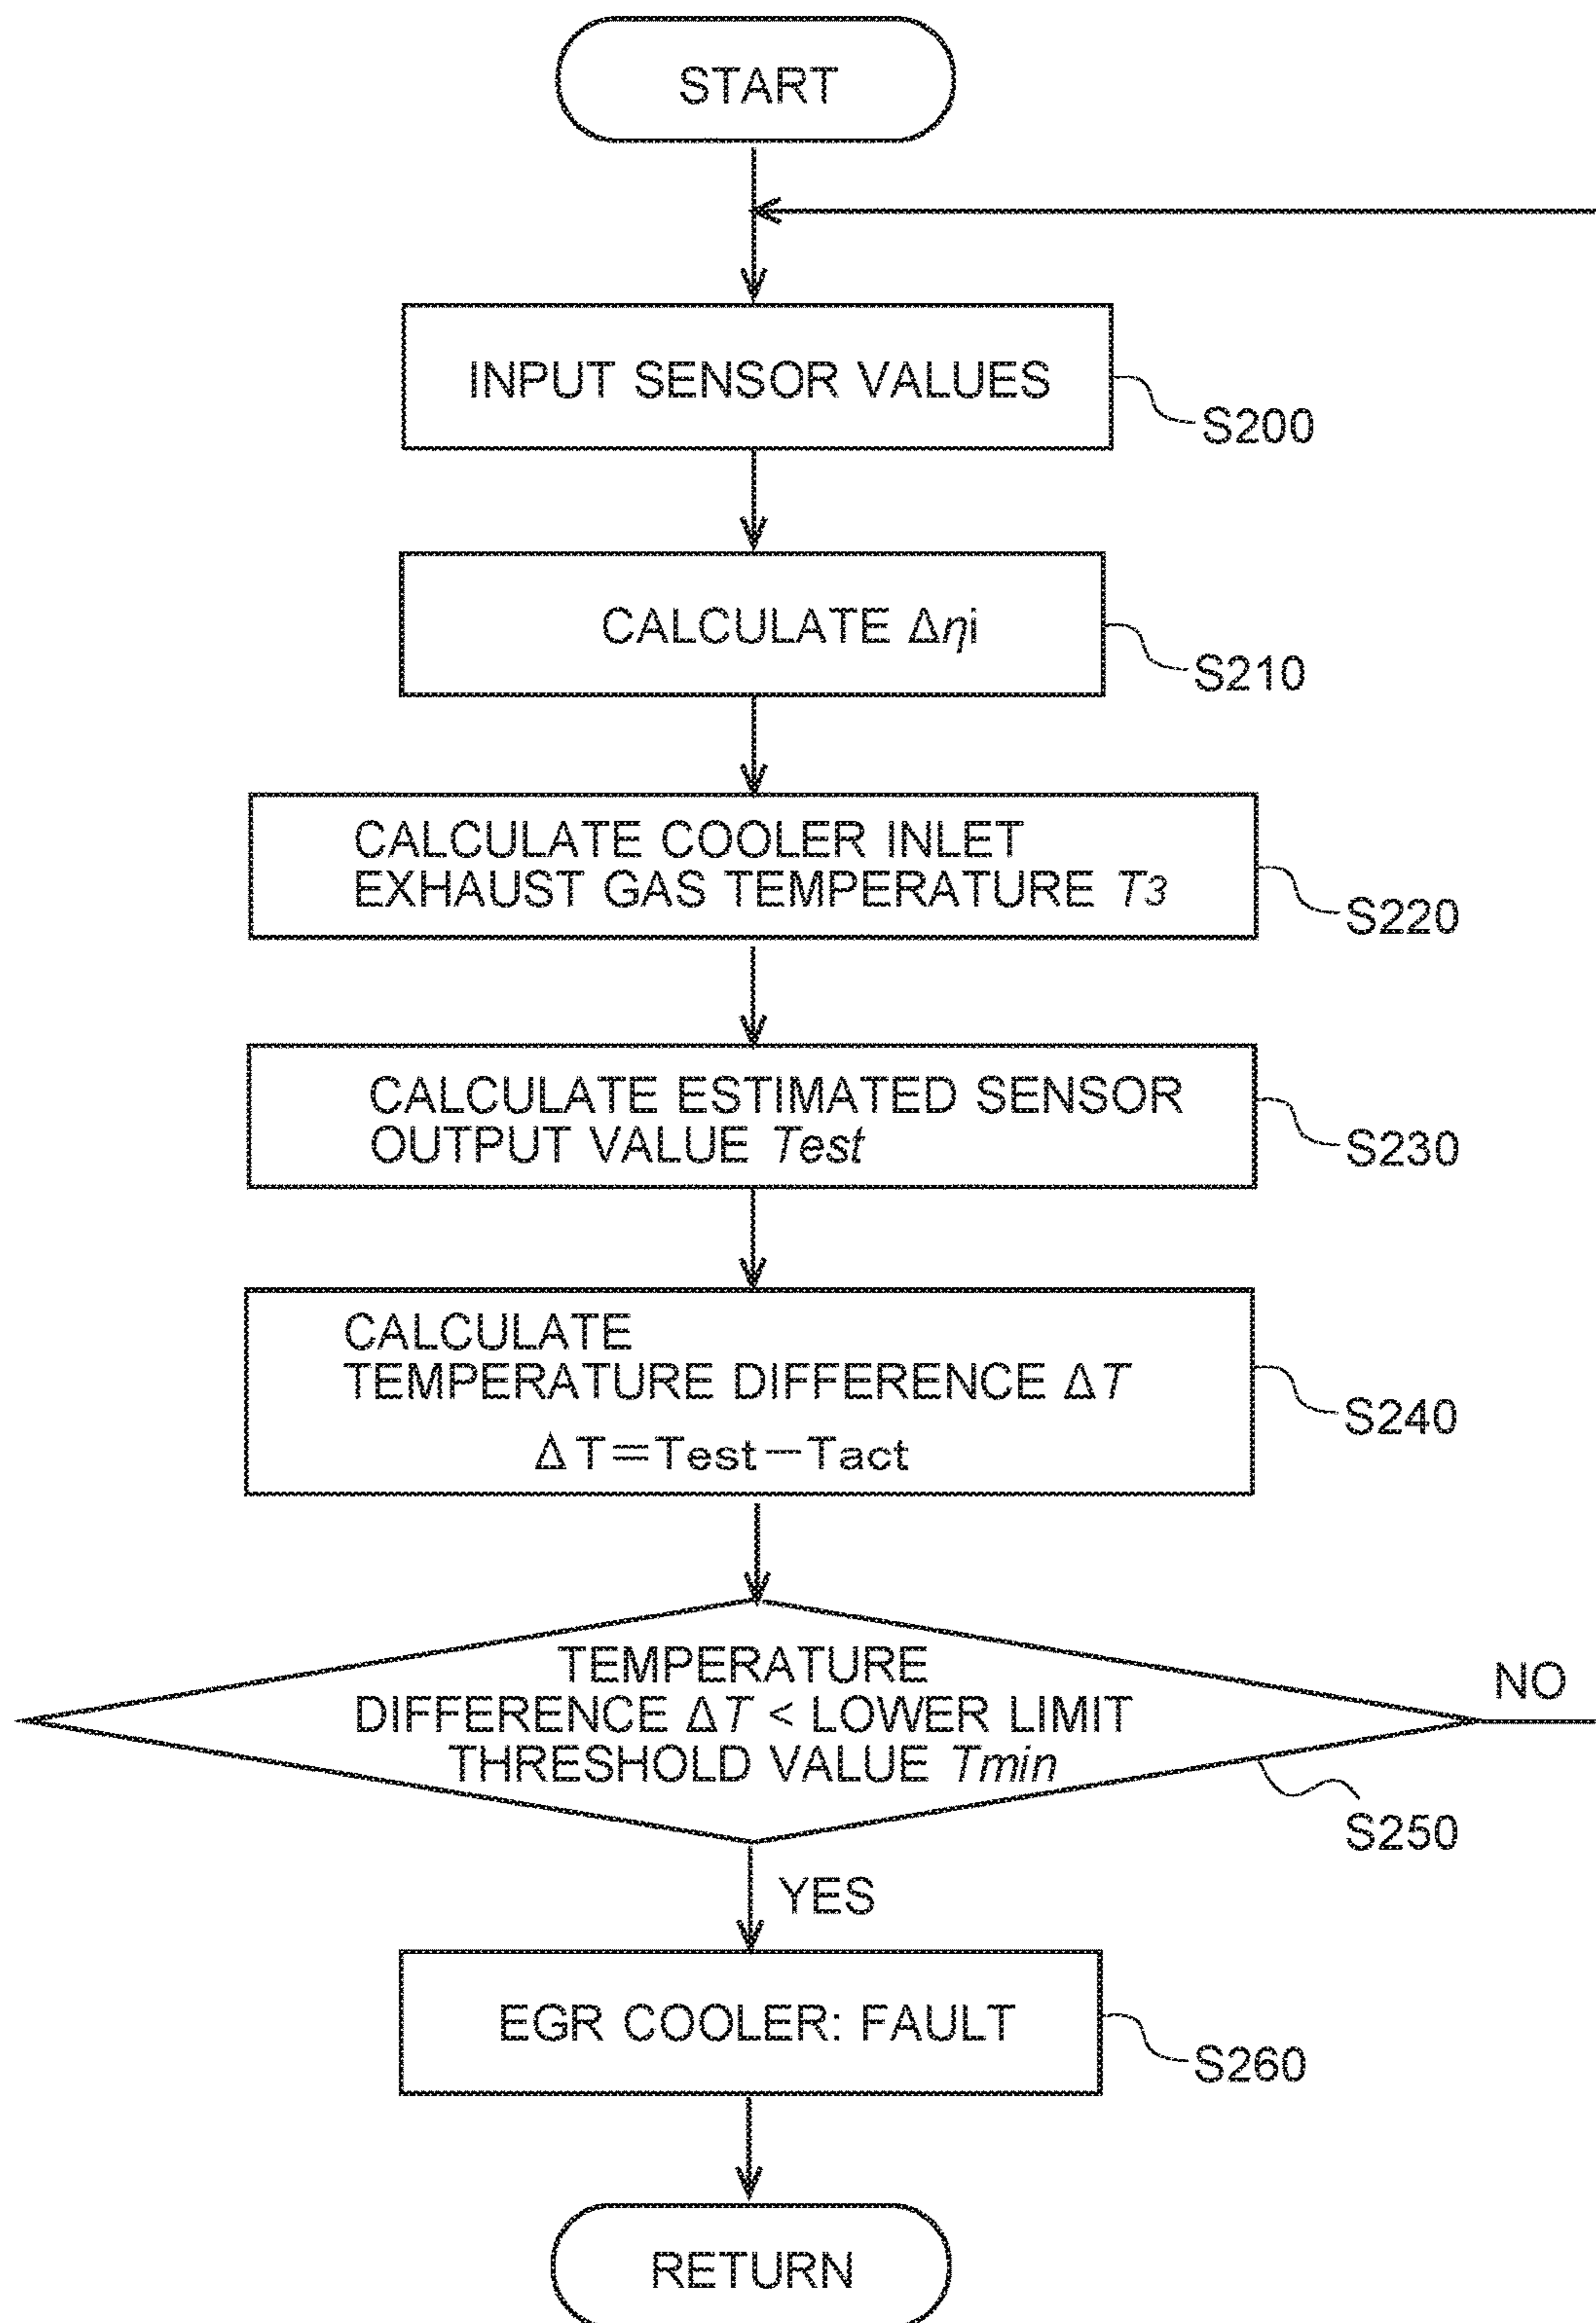 START
INPUT SENSOR VALUES
S200
CALCULATE Δηi
S210
CALCULATE COOLER INLET
EXHAUST GAS TEMPERATURE T3
S220
CALCULATE ESTIMATED SENSOR
OUTPUT VALUE Test
S230
CALCULATE
TEMPERATURE DIFFERENCE ΔT
ΔT=Test−Tact
S240
TEMPERATURE
DIFFERENCE ΔT < LOWER LIMIT
THRESHOLD VALUE Tmin
NO
S250
YES
EGR COOLER: FAULT
S260
RETURN